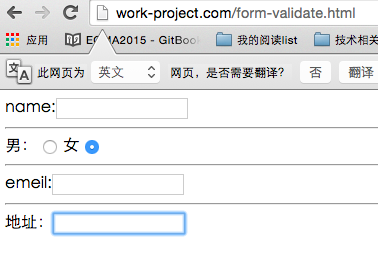 work-project.com/form-validate.html
应用 ECMA2015 - GitBook 我的阅读list 技术相关
此网页为 英文 网页，是否需要翻译？ 否 翻译
name:
男： 女
emeil:
地址：